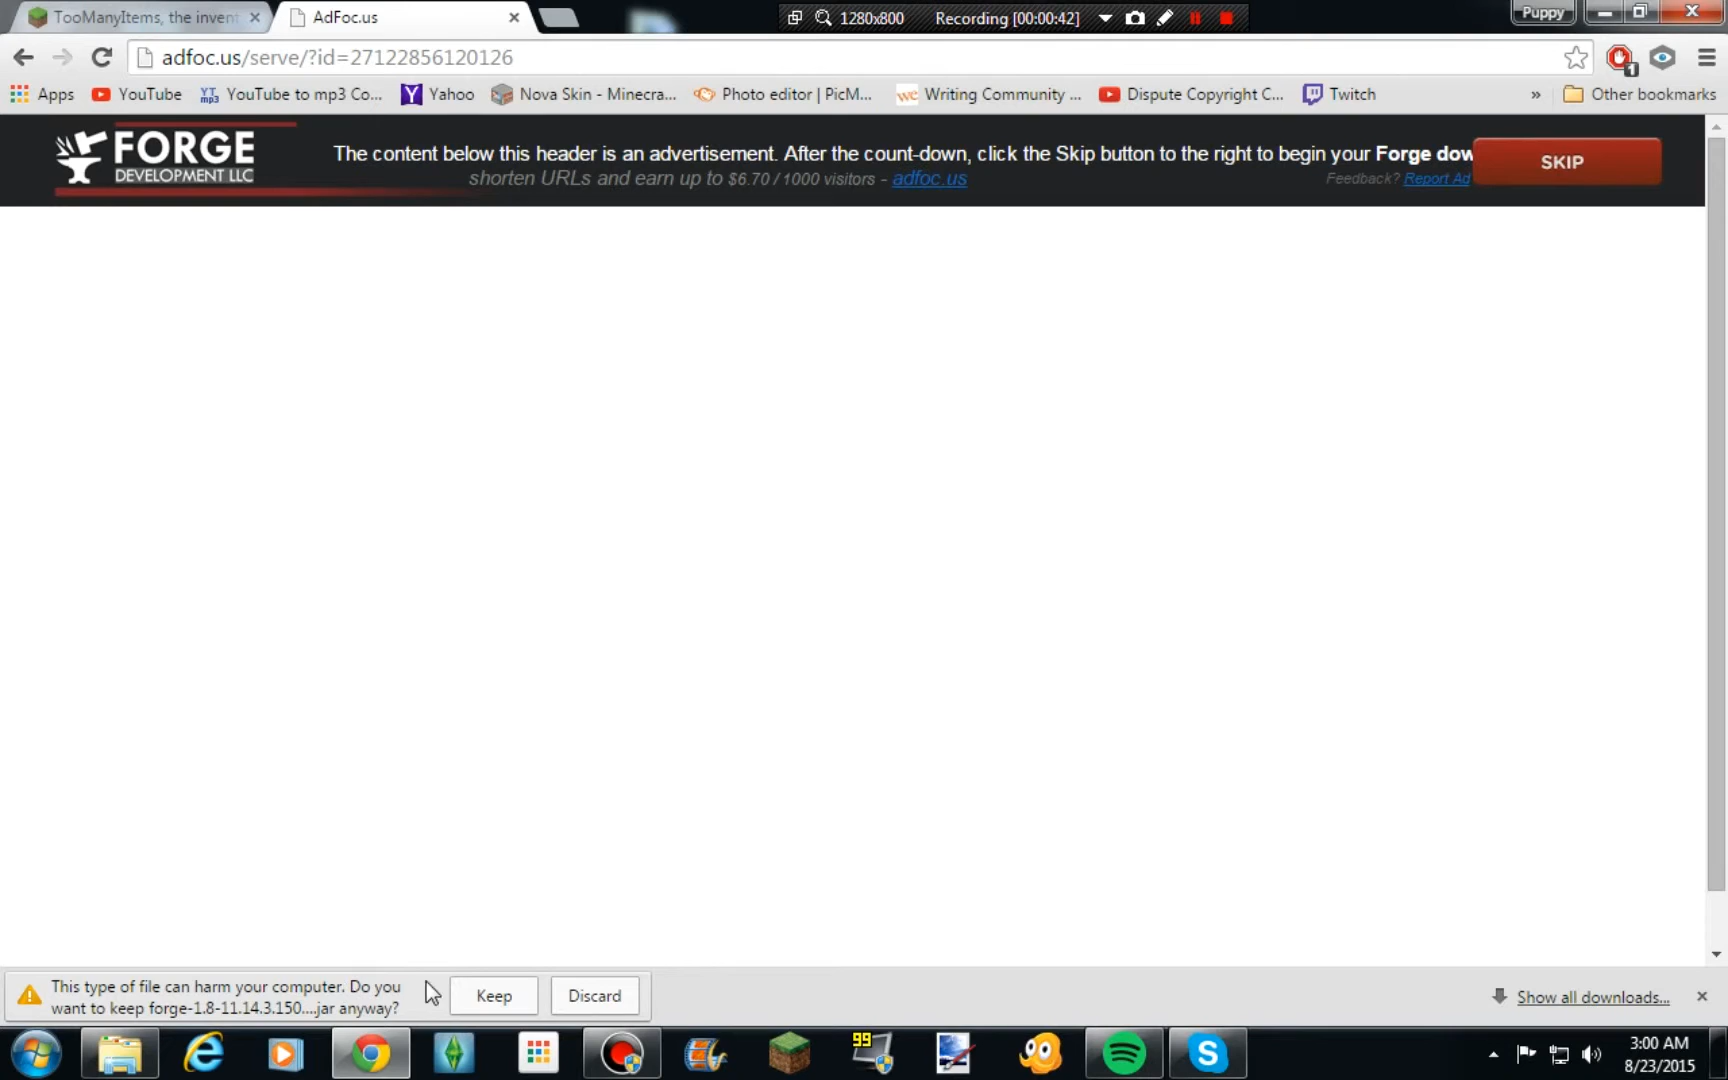 TooManyItems, the invent
AdFoc.us
1280x800
Recording [00:00:42]
Puppy
adfoc.us/serve/?id=27122856120126
1
Apps
YouTube
YT mp3
YouTube to mp3 Co...
Yahoo
Nova Skin - Minecra...
Photo editor | PicM...
wc
Writing Community ...
Dispute Copyright C...
Twitch
»
Other bookmarks
FORGE
DEVELOPMENT LLC
The content below this header is an advertisement. After the count-down, click the Skip button to the right to begin your Forge dow
SKIP
shorten URLs and earn up to $6.70 / 1000 visitors - adfoc.us
Feedback? Report Ad
This type of file can harm your computer. Do you
want to keep forge-1.8-11.14.3.150....jar anyway?
Keep
Discard
Show all downloads...
99
3:00 AM
8/23/2015